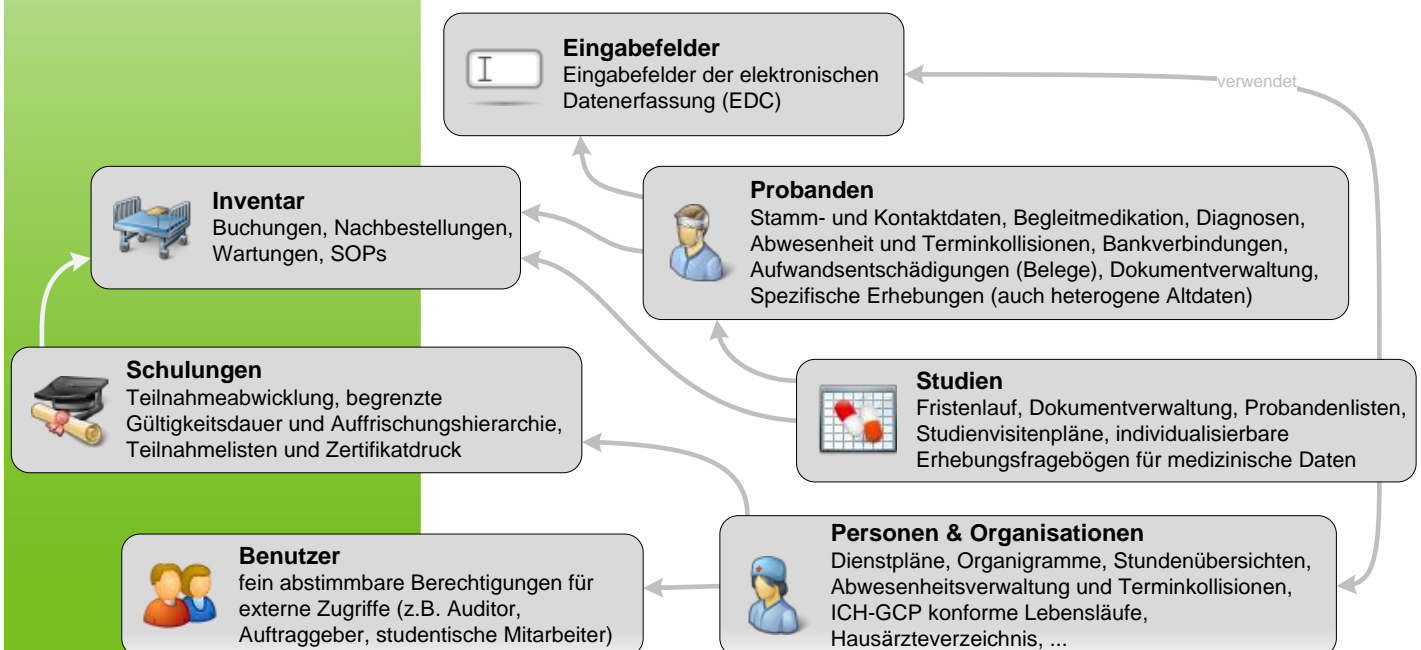 Eingabefelder
Eingabefelder der elektronischen
Datenerfassung (EDC)
verwendet
Inventar
Buchungen, Nachbestellungen,
Wartungen, SOPs
Probanden
Stamm- und Kontaktdaten, Begleitmedikation, Diagnosen,
Abwesenheit und Terminkollisionen, Bankverbindungen,
Aufwandsentschädigungen (Belege), Dokumentverwaltung,
Spezifische Erhebungen (auch heterogene Altdaten)
Schulungen
Teilnahmeabwicklung, begrenzte
Gültigkeitsdauer und Auffrischungshierarchie,
Teilnahmelisten und Zertifikatdruck
Studien
Fristenlauf, Dokumentverwaltung, Probandenlisten,
Studienvisitenpläne, individualisierbare
Erhebungsfragebögen für medizinische Daten
Benutzer
fein abstimmbare Berechtigungen für
externe Zugriffe (z.B. Auditor,
Auftraggeber, studentische Mitarbeiter)
Personen & Organisationen
Dienstpläne, Organigramme, Stundenübersichten,
Abwesenheitsverwaltung und Terminkollisionen,
ICH-GCP konforme Lebensläufe,
Hausärzteverzeichnis, ...